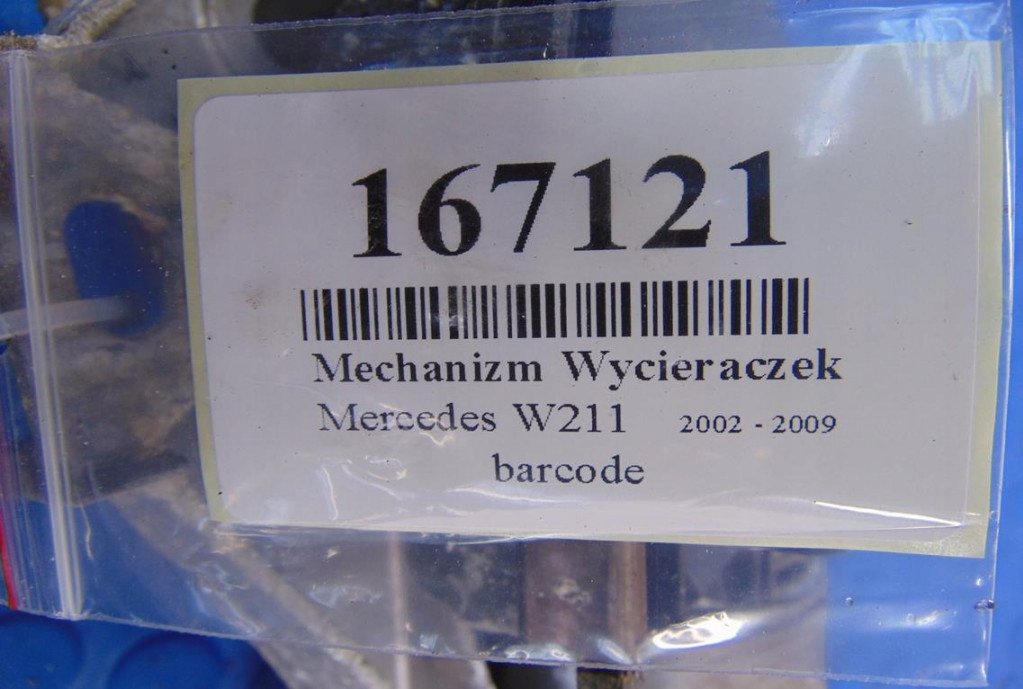 167121
Mechanizm Wycieraczek
Mercedes W211 2002 - 2009
barcode